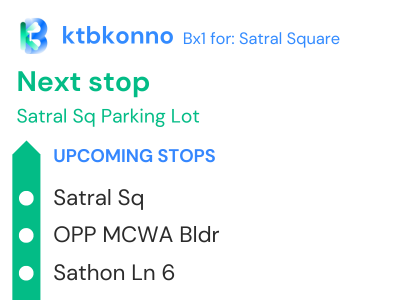 ktbkonno Bx1 for: Satral Square
Next stop
Satral Sq Parking Lot
UPCOMING STOPS
Satral Sq
OPP MCWA Bldr
Sathon Ln 6